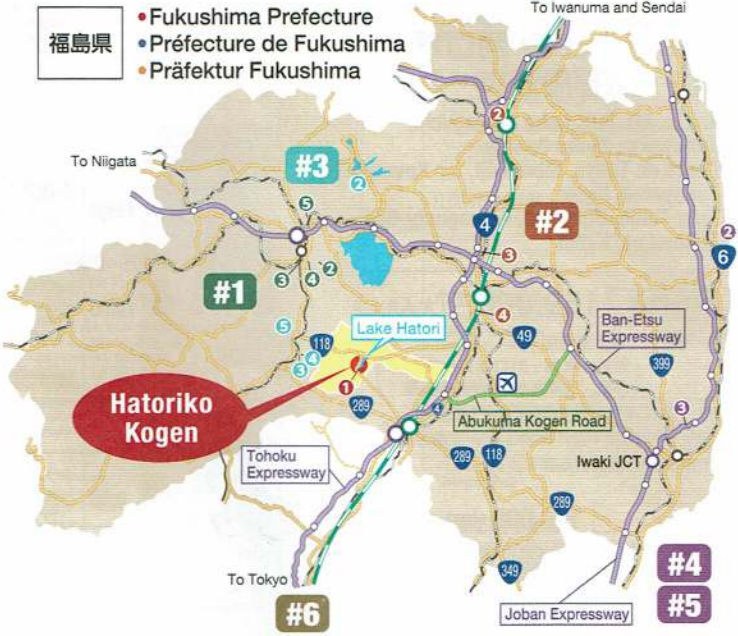 福島県
• Fukushima Prefecture
• Préfecture de Fukushima
• Präfektur Fukushima
To Iwanuma and Sendai
To Niigata
#3
2
2
5
4
#2
2
6
3
#1
3
4
2
4
Ban-Etsu
Expressway
5
Lake Hatori
49
118
4
3
399
1
Hatoriko
Kogen
289
4
Abukuma Kogen Road
3
Tohoku
Expressway
289
118
Iwaki JCT
289
To Tokyo
349
#4
#6
Joban Expressway
#5